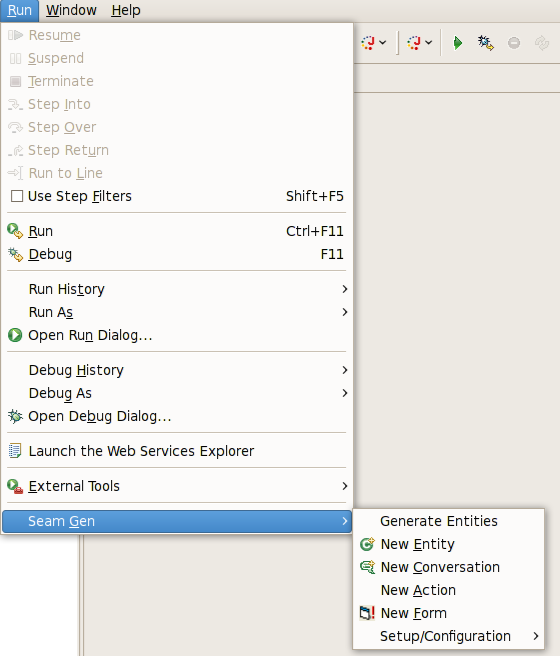 Run Window Help
Resume
Suspend
Terminate
Step Into
Step Over
Step Return
Run to Line
Use Step Filters Shift+F5
Run Ctrl+F11
Debug F11
Run History
Run As
Open Run Dialog...
Debug History
Debug As
Open Debug Dialog...
Launch the Web Services Explorer
External Tools
Seam Gen
Generate Entities
New Entity
New Conversation
New Action
New Form
Setup/Configuration